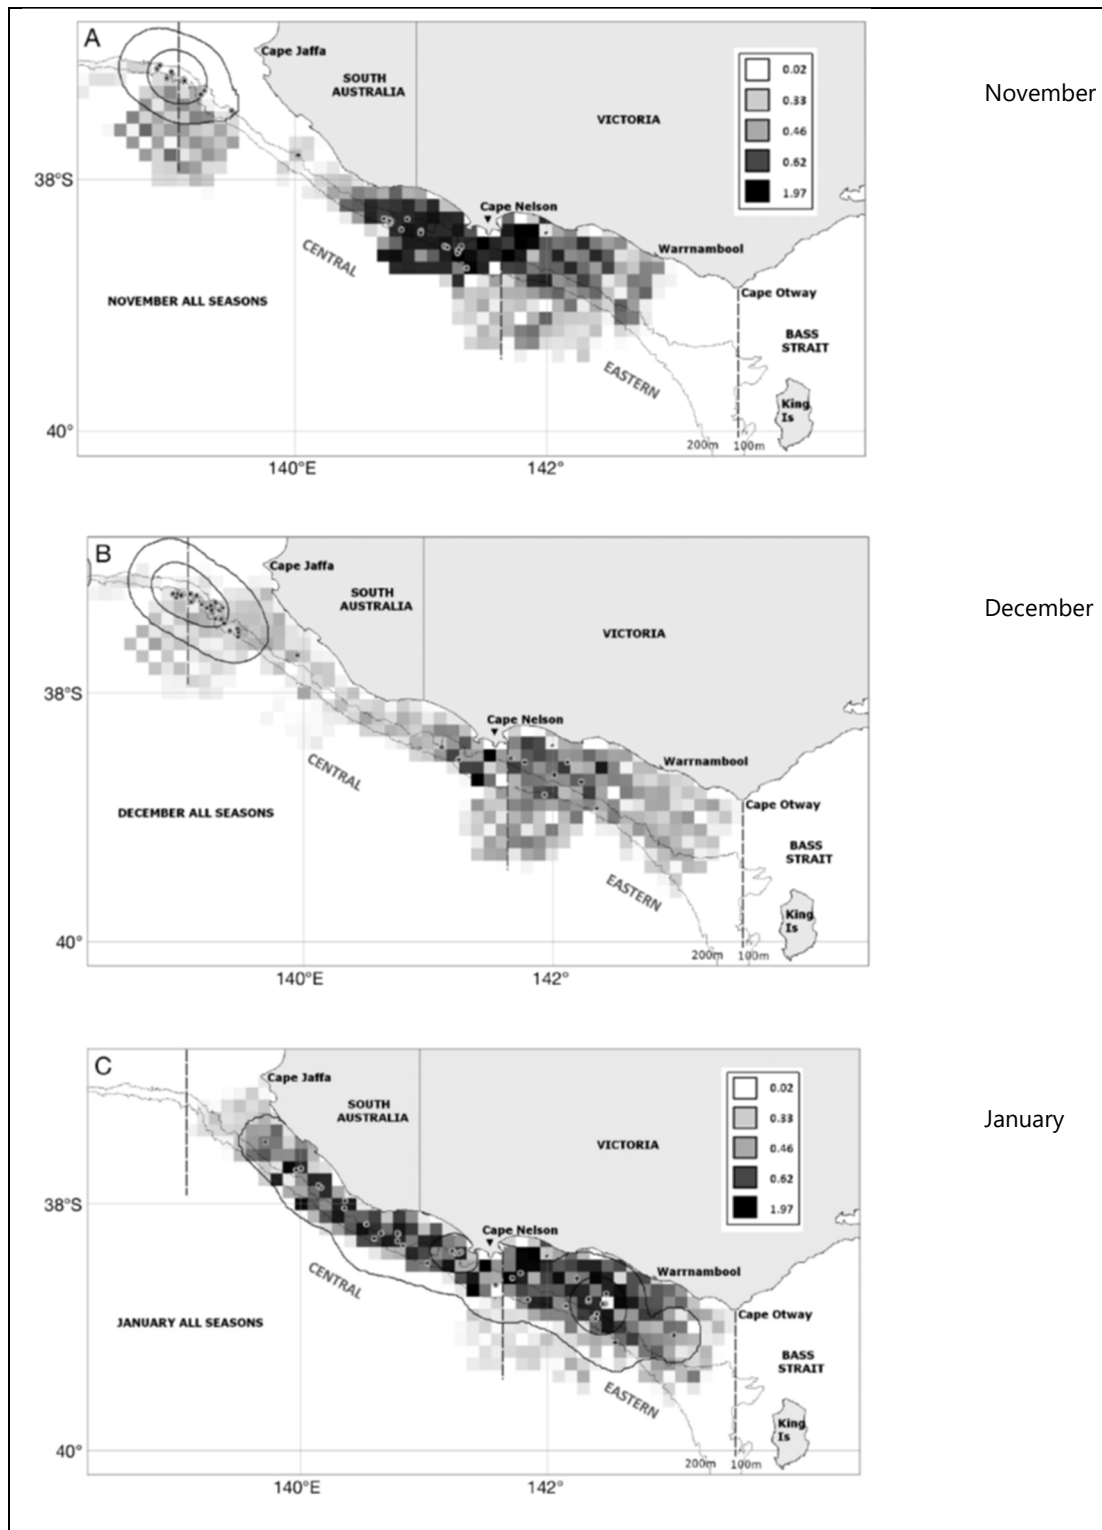 A
Cape Jaffa
SOUTH
AUSTRALIA
VICTORIA
0.02
0.33
0.46
0.62
1.97
November
38°S
Cape Nelson
Warrnambool
CENTRAL
Cape Otway
NOVEMBER ALL SEASONS
BASS
STRAIT
EASTERN
King
Is
40°
200m 100m
140°E
142°
B
Cape Jaffa
SOUTH
AUSTRALIA
VICTORIA
December
38°S
Cape Nelson
Warrnambool
CENTRAL
Cape Otway
DECEMBER ALL SEASONS
BASS
STRAIT
EASTERN
King
Is
40°
200m 100m
140°E
142°
C
Cape Jaffa
SOUTH
AUSTRALIA
VICTORIA
0.02
0.33
0.46
0.62
1.97
January
38°S
Cape Nelson
Warrnambool
CENTRAL
Cape Otway
JANUARY ALL SEASONS
BASS
STRAIT
EASTERN
King
Is
40°
200m 100m
140°E
142°